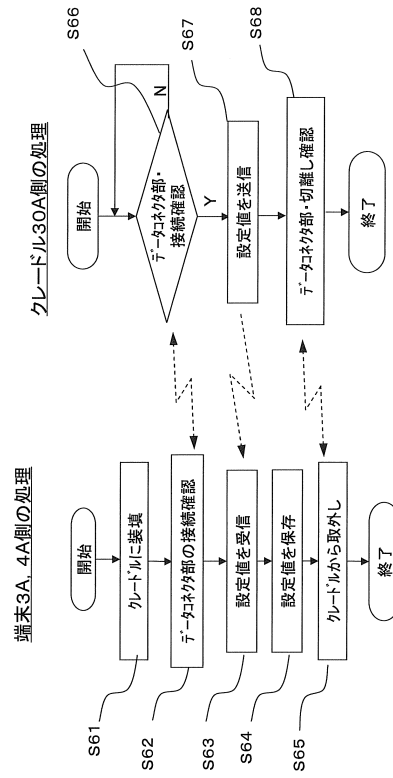 端末3A, 4A側の処理
開始
クレードルに装填
S61
データコネクタ部の接続確認
S62
設定値を受信
S63
設定値を保存
S64
クレードルから取外し
S65
終了
クレードル30A側の処理
開始
データコネクタ部・
接続確認
S66
N
Y
設定値を送信
S67
データコネクタ部・切離し確認
S68
終了